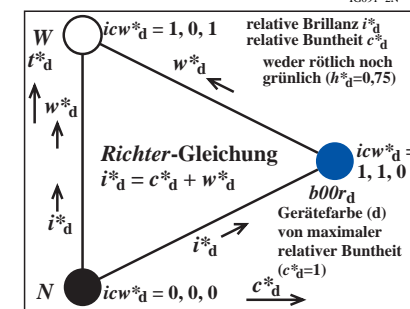 W icw*d = 1, 0, 1
t*d
relative Brillanz i*d
relative Buntheit c*d
weder rötlich noch
grünlich (h*d=0,75)
w*d
w*d
Richter-Gleichung
i*d = c*d + w*d
icw*d =
1, 1, 0
b00rd
Gerätefarbe (d)
von maximaler
relativer Buntheit
(c*d=1)
i*d
i*d
N icw*d = 0, 0, 0
c*d